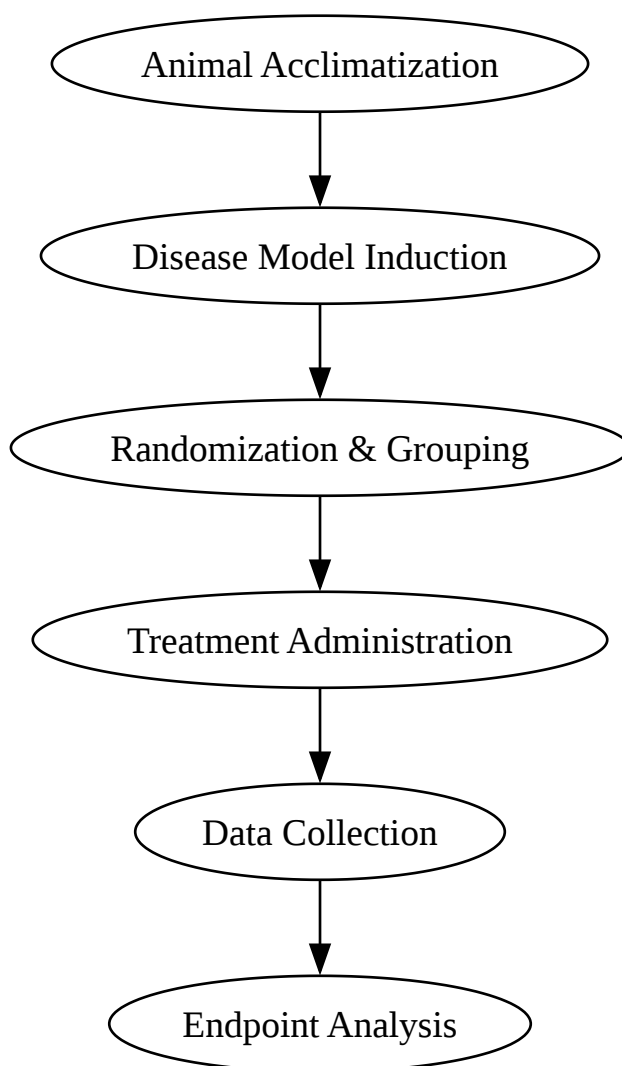 Animal Acclimatization
Disease Model Induction
Randomization & Grouping
Treatment Administration
Data Collection
Endpoint Analysis